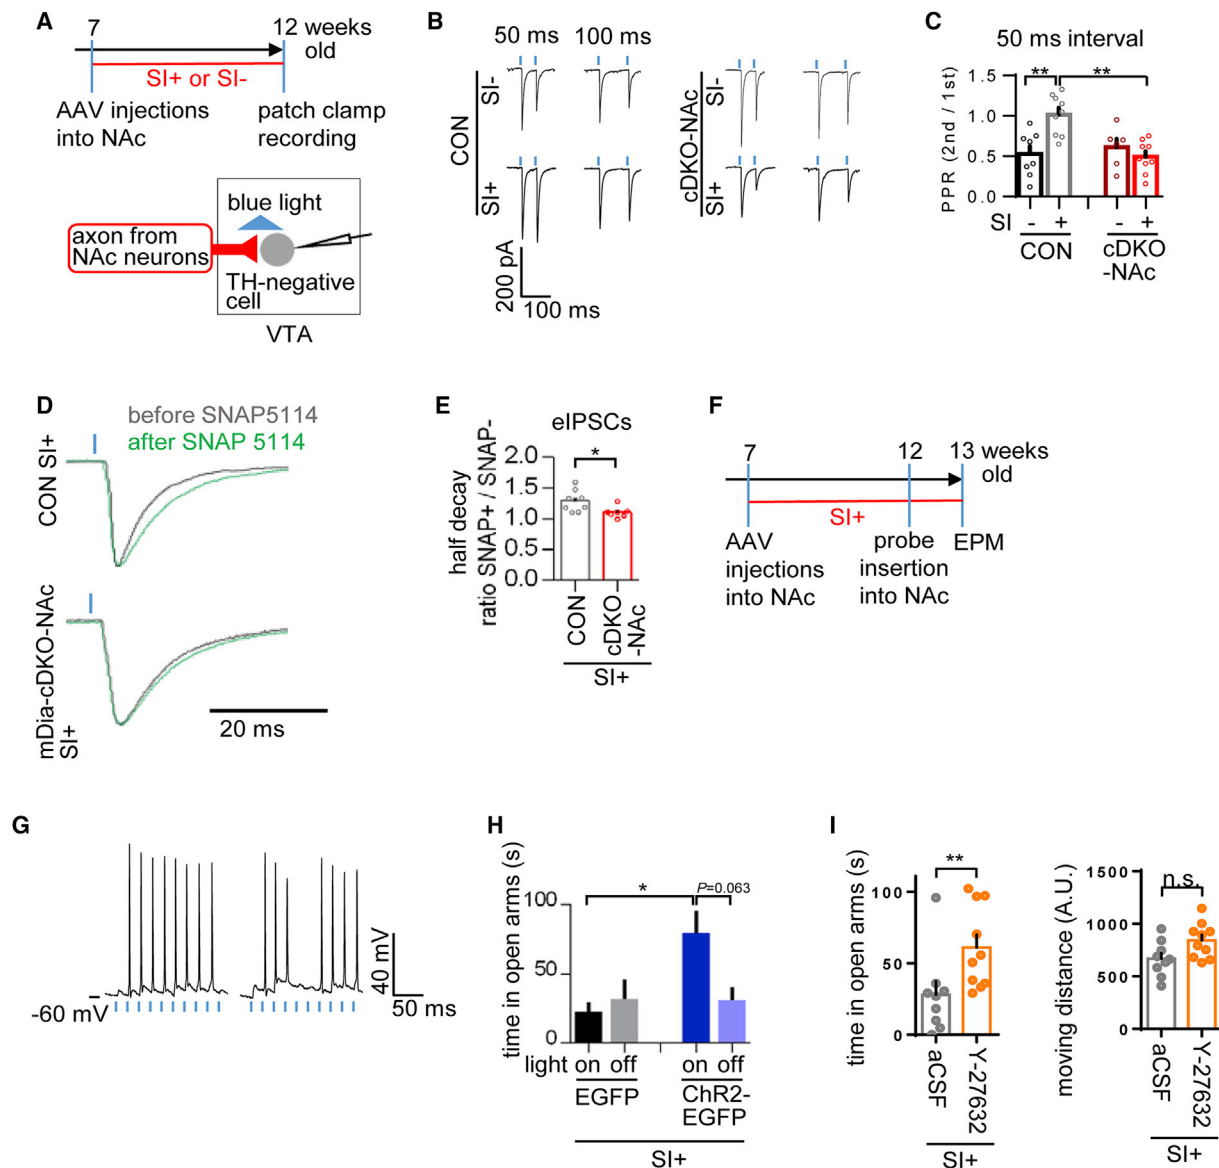 A
7
12 weeks
old
SI+ or SI-
AAV injections
into NAc
patch clamp
recording
blue light
axon from
NAc neurons
TH-negative
cell
VTA
B
50 ms
100 ms
CON
SI-
SI+
cDKO-NAc
SI-
SI+
200 pA
100 ms
C
50 ms interval
**
**
PPR (2nd / 1st)
1.5
1.0
0.5
0.0
SI - + - +
CON
cDKO
-NAc
D
before SNAP5114
after SNAP 5114
CON SI+
mDia-cDKO-NAc
SI+
20 ms
E
eIPSCs
*
half decay
ratio SNAP+ / SNAP-
2.0
1.5
1.0
0.5
0.0
CON
cDKO
-NAc
SI+
F
7
12
13 weeks
old
SI+
AAV
injections
into NAc
probe
insertion
into NAc
EPM
G
-60 mV
40 mV
50 ms
H
time in open arms (s)
100
50
0
*
P=0.063
light on off on off
EGFP
ChR2-
EGFP
SI+
I
time in open arms (s)
100
50
0
**
aCSF
Y-27632
SI+
moving distance (A.U.)
1500
1000
500
0
n.s.
aCSF
Y-27632
SI+